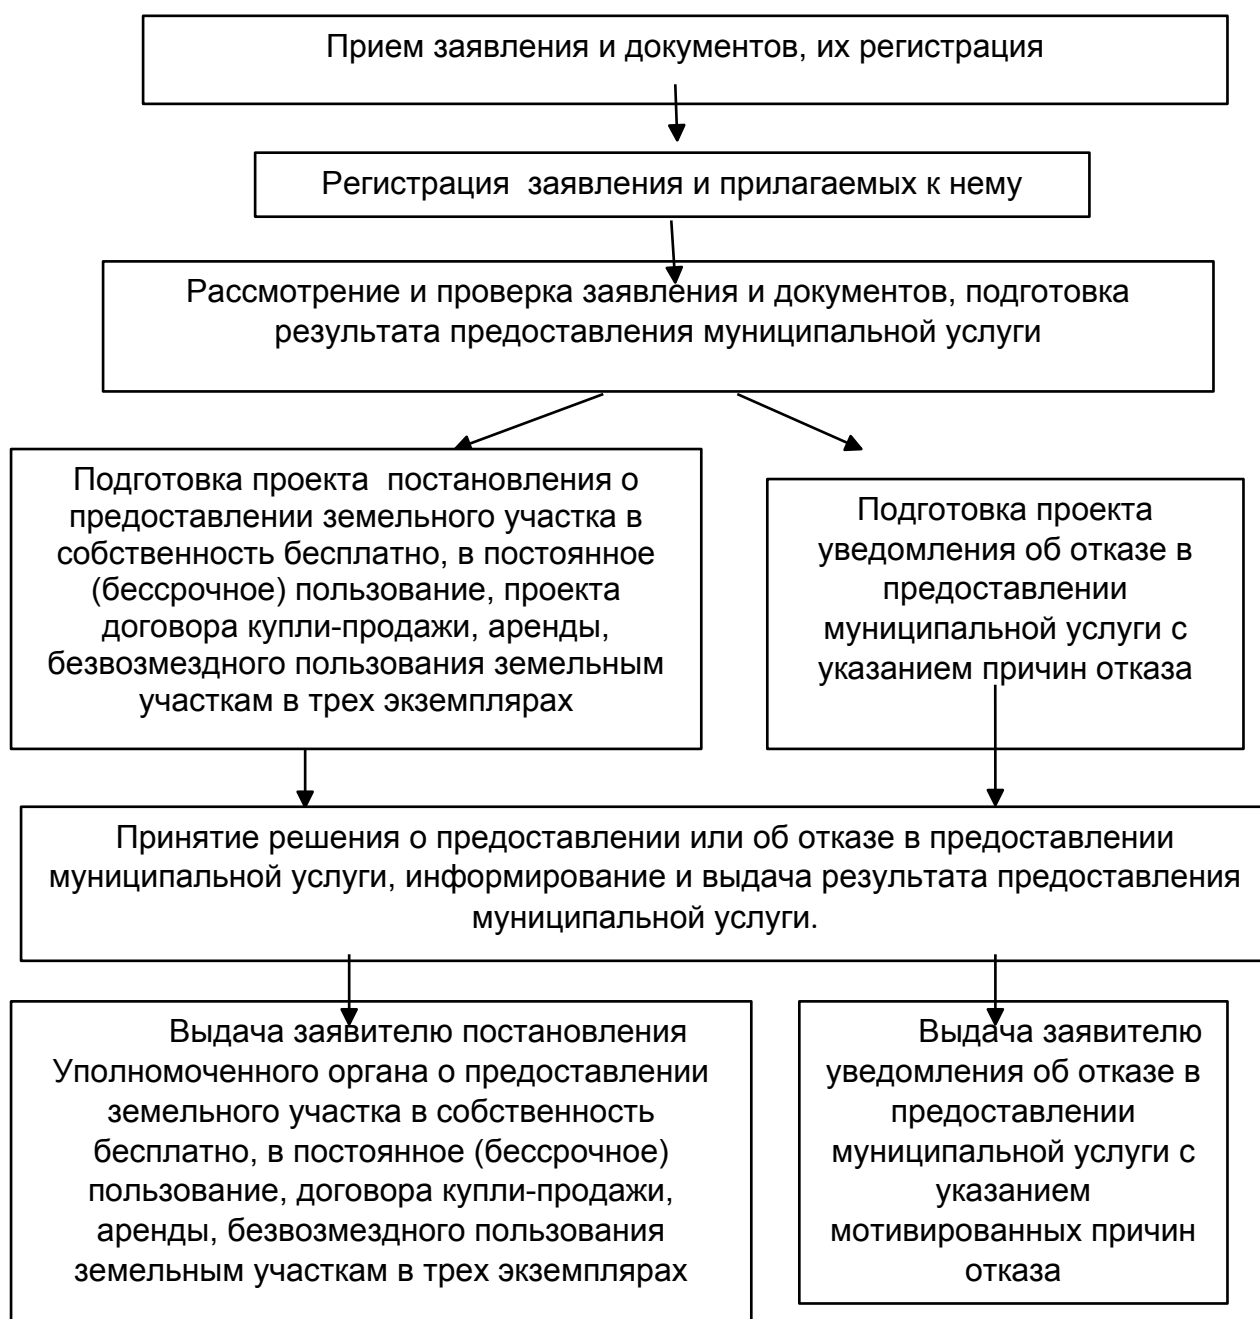 Прием заявления и документов, их регистрация
Регистрация  заявления и прилагаемых к нему
Рассмотрение и проверка заявления и документов, подготовка
результата предоставления муниципальной услуги
Подготовка проекта  постановления о
предоставлении земельного участка в
собственность бесплатно, в постоянное
(бессрочное) пользование, проекта
договора купли-продажи, аренды,
безвозмездного пользования земельным
участкам в трех экземплярах
Подготовка проекта
уведомления об отказе в
предоставлении
муниципальной услуги с
указанием причин отказа
Принятие решения о предоставлении или об отказе в предоставлении
муниципальной услуги, информирование и выдача результата предоставления
муниципальной услуги.
Выдача заявителю постановления
Уполномоченного органа о предоставлении
земельного участка в собственность
бесплатно, в постоянное (бессрочное)
пользование, договора купли-продажи,
аренды, безвозмездного пользования
земельным участкам в трех экземплярах
Выдача заявителю
уведомления об отказе в
предоставлении
муниципальной услуги с
указанием
мотивированных причин
отказа